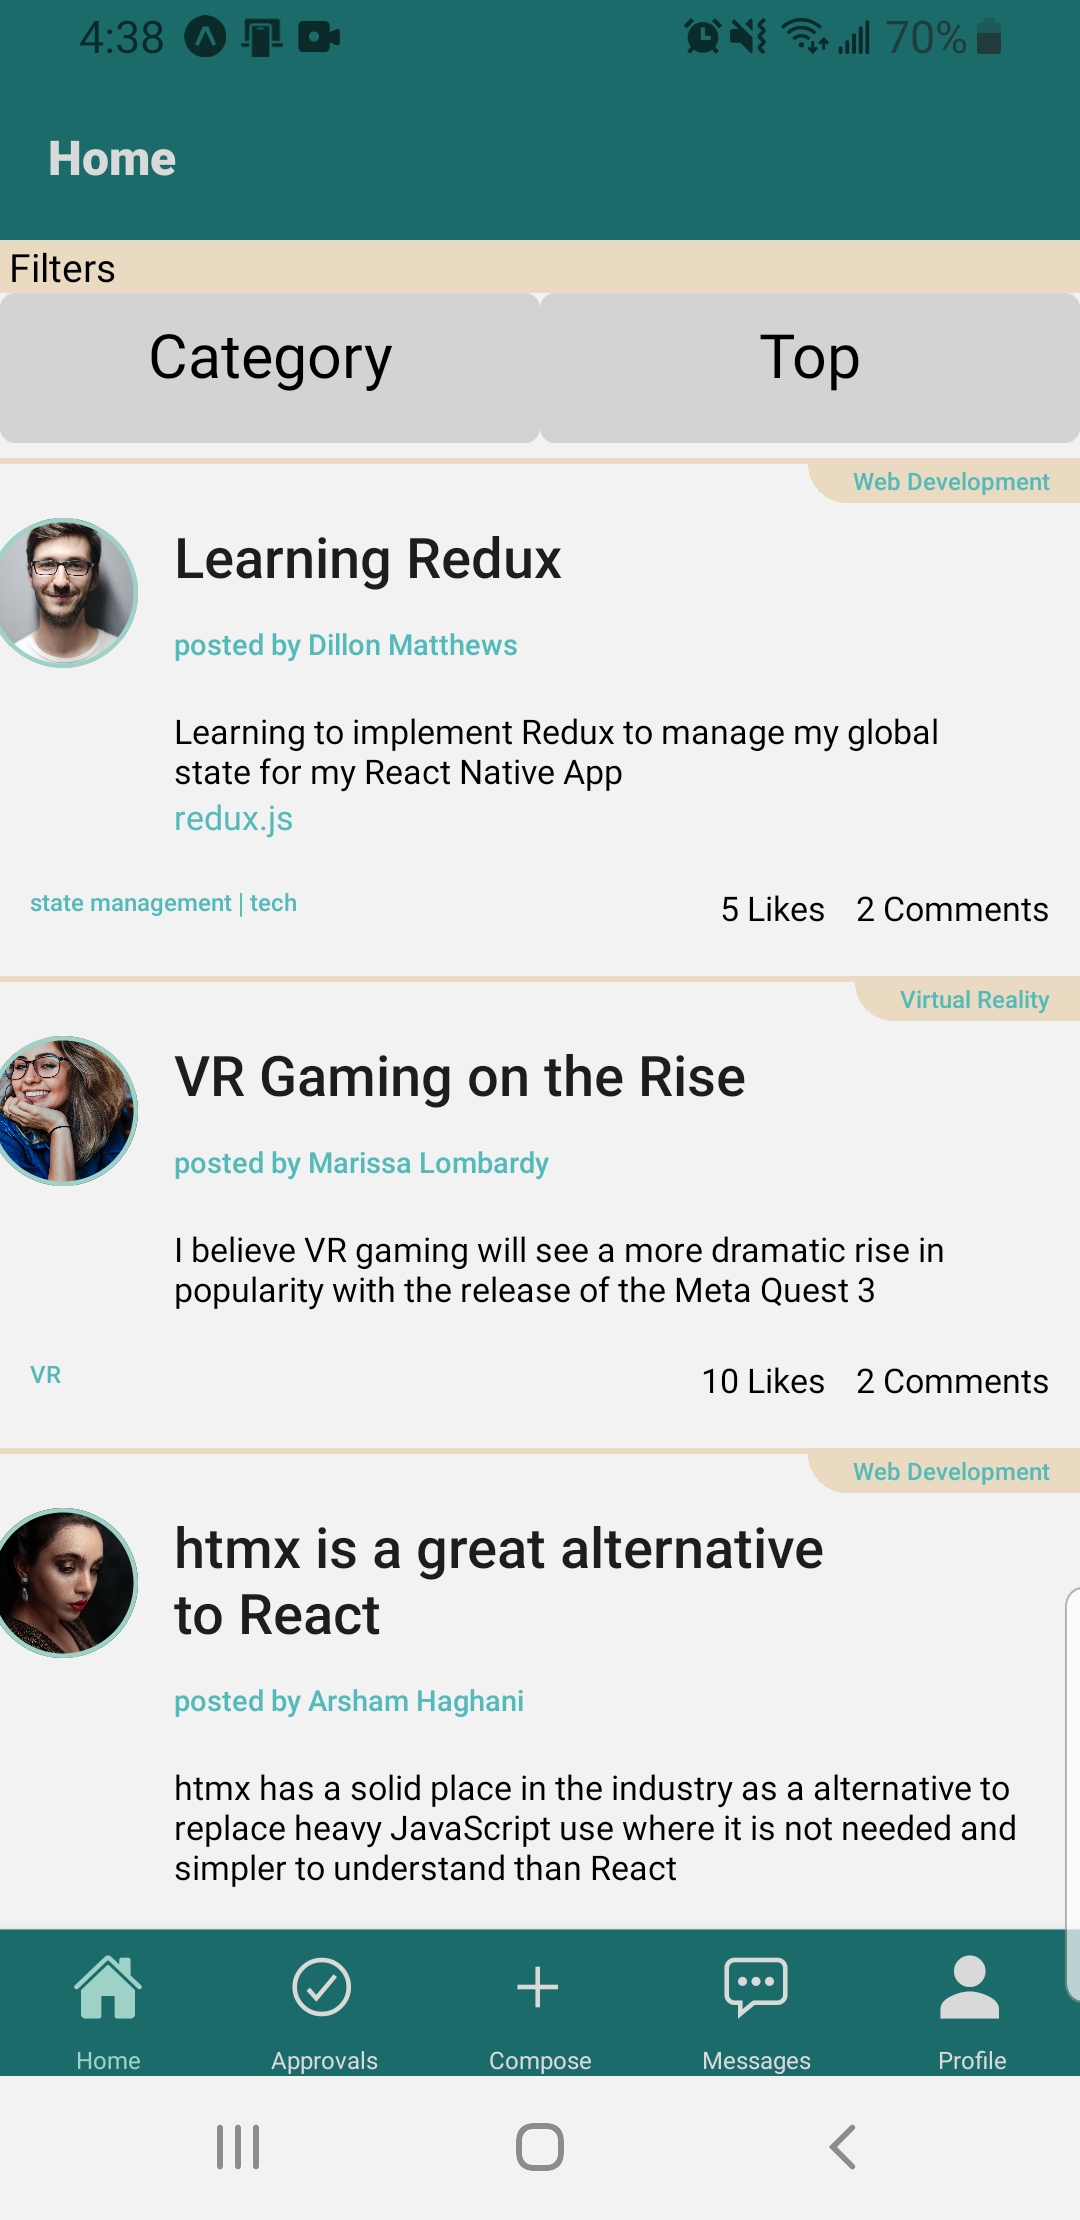 4:38
70%
Home
Filters
Category
Top
Web Development
Learning Redux
posted by Dillon Matthews
Learning to implement Redux to manage my global
state for my React Native App
redux.js
state management | tech
5 Likes 2 Comments
Virtual Reality
VR Gaming on the Rise
posted by Marissa Lombardy
I believe VR gaming will see a more dramatic rise in
popularity with the release of the Meta Quest 3
VR
10 Likes 2 Comments
Web Development
htmx is a great alternative
to React
posted by Arsham Haghani
htmx has a solid place in the industry as a alternative to
replace heavy JavaScript use where it is not needed and
simpler to understand than React
Home
Approvals
Compose
Messages
Profile